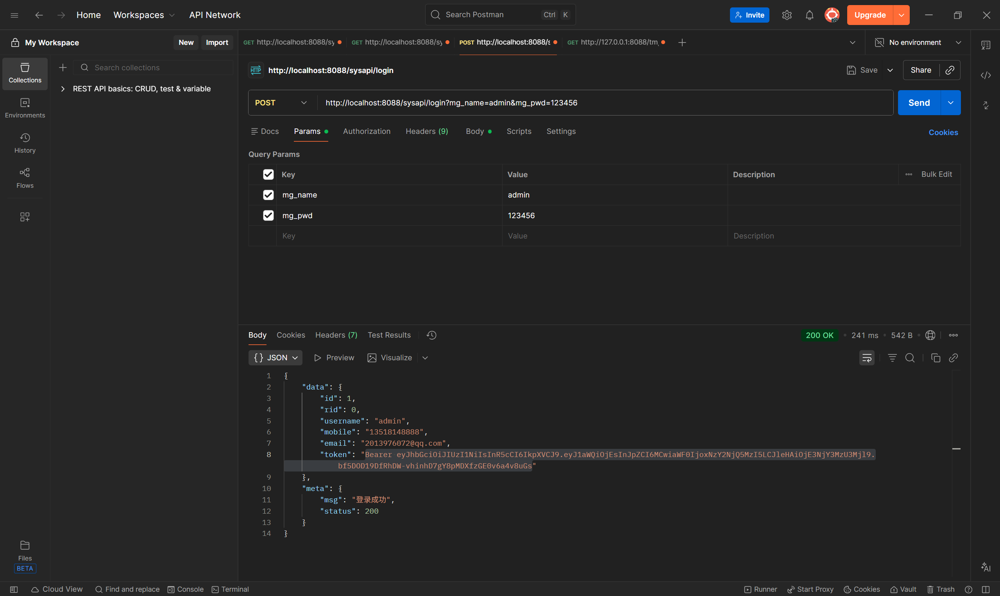 Home Workspaces API Network Search Postman Ctrl K Invite Upgrade
My Workspace New Import
GET http://localhost:8088/sy GET http://localhost:8088/sy POST http://localhost:8088/s GET http://127.0.0.1:8088/tm No environment
Collections
Search collections
REST API basics: CRUD, test & variable
Environments
History
Flows
Files
BETA
HTTP http://localhost:8088/sysapi/login Save Share
POST http://localhost:8088/sysapi/login?mg_name=admin&mg_pwd=123456 Send
Docs Params Authorization Headers (9) Body Scripts Settings Cookies
Query Params
Key Value Description Bulk Edit
mg_name admin
mg_pwd 123456
Key Value Description
Body Cookies Headers (7) Test Results 200 OK 241 ms 542 B
{} JSON Preview Visualize
1 {
2 "data": {
3 "id": 1,
4 "rid": 0,
5 "username": "admin",
6 "mobile": "13518148888",
7 "email": "2013976072@qq.com",
8 "token": "Bearer eyJhbGciOiJIUzI1NiIsInR5cCI6IkpXVCJ9.eyJ1aWQiOjEsInJpZCI6MCwiaWF0IjoxNzY2NjQ5MzI5LCJleHAiOjE3NjY3MzU3Mjl9.
bf5DOD19DfRhDW-vhinhD7gY8pMDXfzGE0v6a4v8uGs"
9 },
10 "meta": {
11 "msg": "登录成功",
12 "status": 200
13 }
14 }
AI
Cloud View Find and replace Console Terminal Runner Start Proxy Cookies Vault Trash